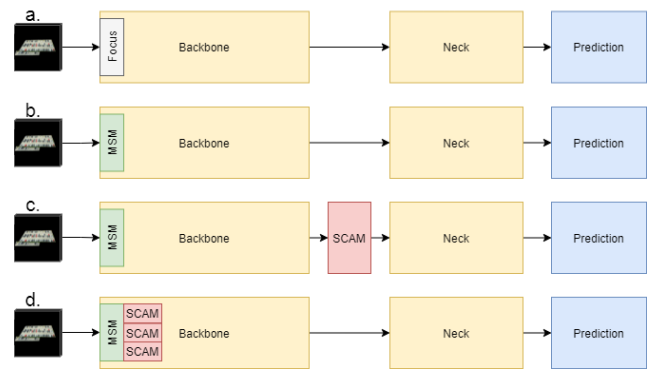 a.
Focus
Backbone
Neck
Prediction
b.
MSM
Backbone
Neck
Prediction
c.
MSM
Backbone
SCAM
Neck
Prediction
d.
MSM
SCAM
SCAM
SCAM
Backbone
Neck
Prediction